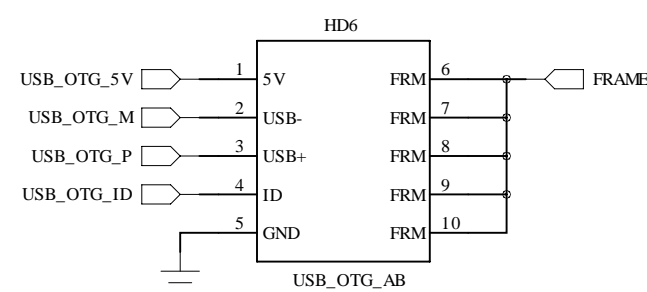 HD6
USB_OTG_5V 1 5V FRM 6 FRAME
USB_OTG_M 2 USB- FRM 7
USB_OTG_P 3 USB+ FRM 8
USB_OTG_ID 4 ID FRM 9
5 GND FRM 10
USB_OTG_AB